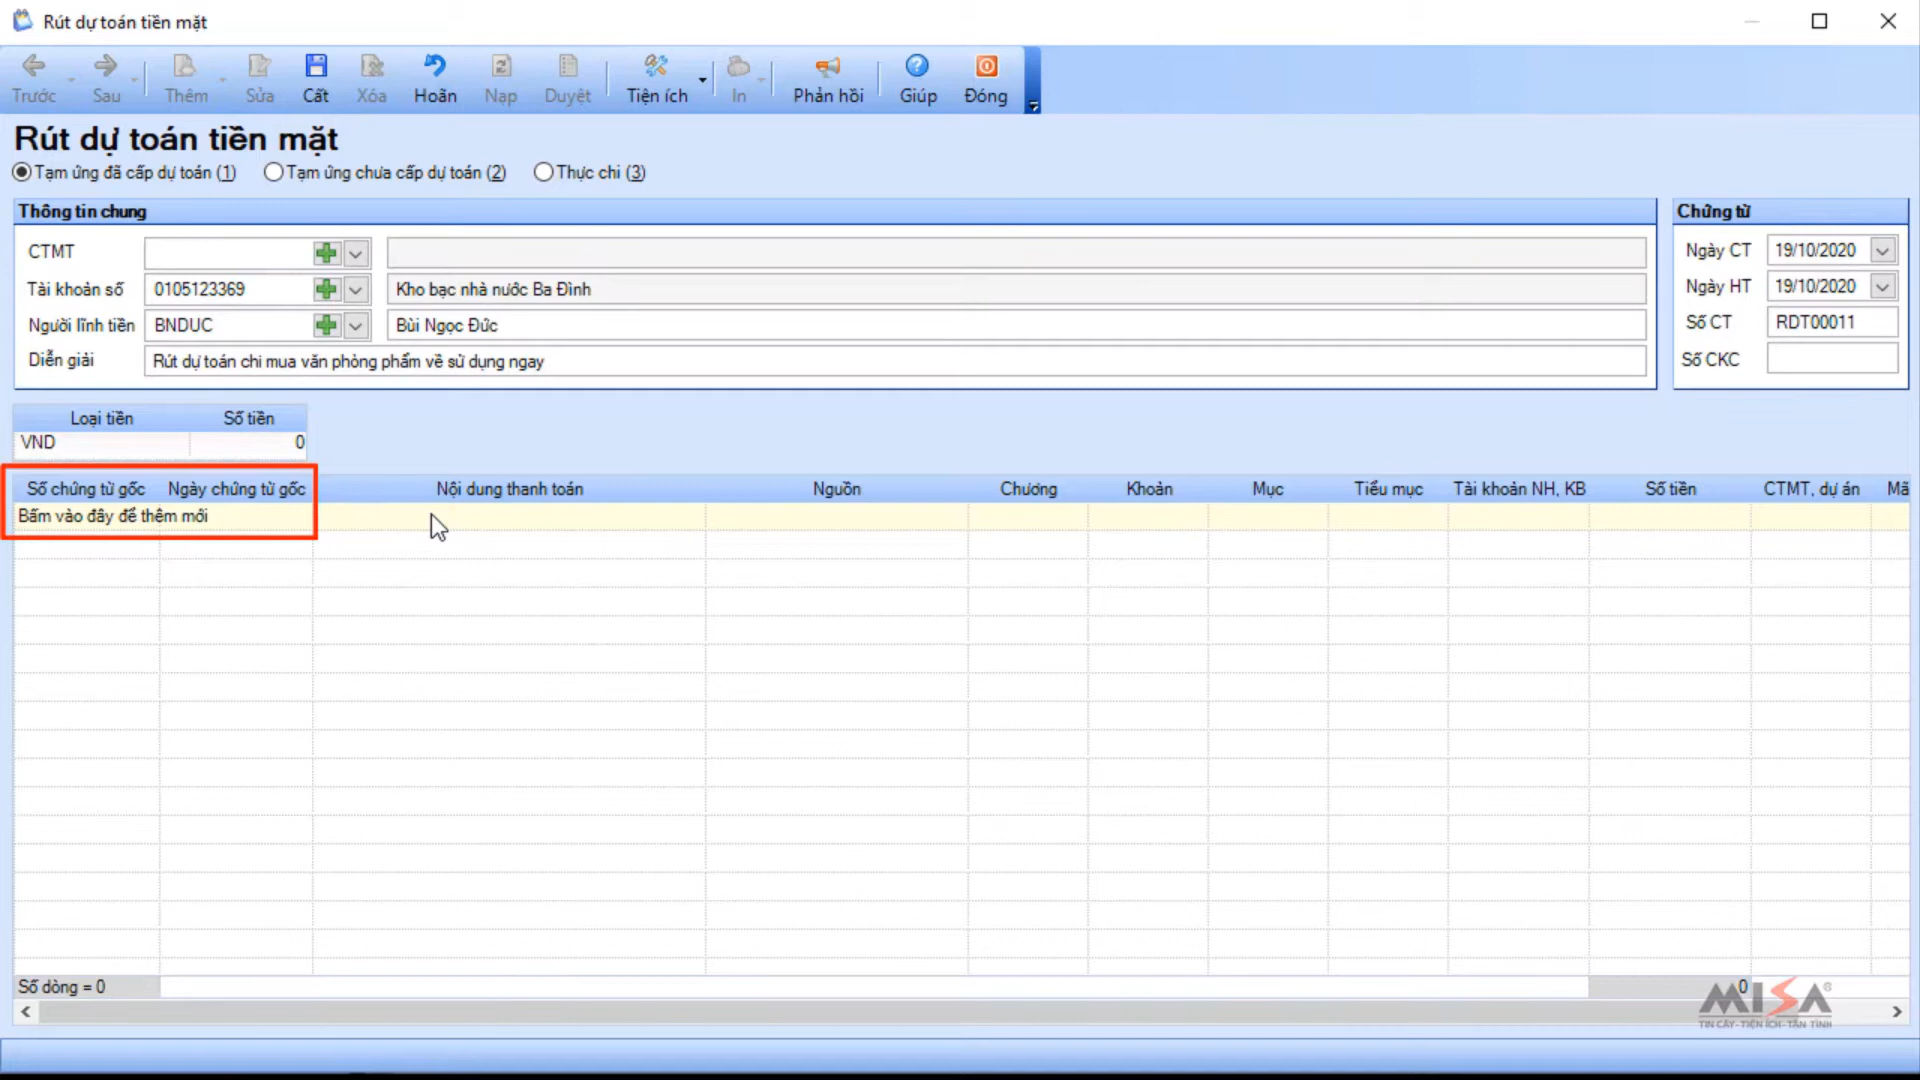 Rút dự toán tiền mặt
Trước Sau Thêm Sửa Cất Xóa Hoãn Nạp Duyệt Tiện ích In Phản hồi Giúp Đóng
Rút dự toán tiền mặt
Tạm ứng đã cấp dự toán (1) Tạm ứng chưa cấp dự toán (2) Thực chi (3)
Thông tin chung
CTMT
Tài khoản số 0105123369 Kho bạc nhà nước Ba Đình
Người lĩnh tiền BNDUC Bùi Ngọc Đức
Diễn giải Rút dự toán chi mua văn phòng phẩm về sử dụng ngay
Chứng từ
Ngày CT 19/10/2020
Ngày HT 19/10/2020
Số CT RDT00011
Số CKC
Loại tiền Số tiền
VND 0
Số chứng từ gốc Ngày chứng từ gốc Nội dung thanh toán Nguồn Chương Khoản Mục Tiểu mục Tài khoản NH, KB Số tiền CTMT, dự án Mã
Bấm vào đây để thêm mới
Số dòng = 0 0
MISA®
TIN CẬY - TIỆN ÍCH - TẬN TÌNH